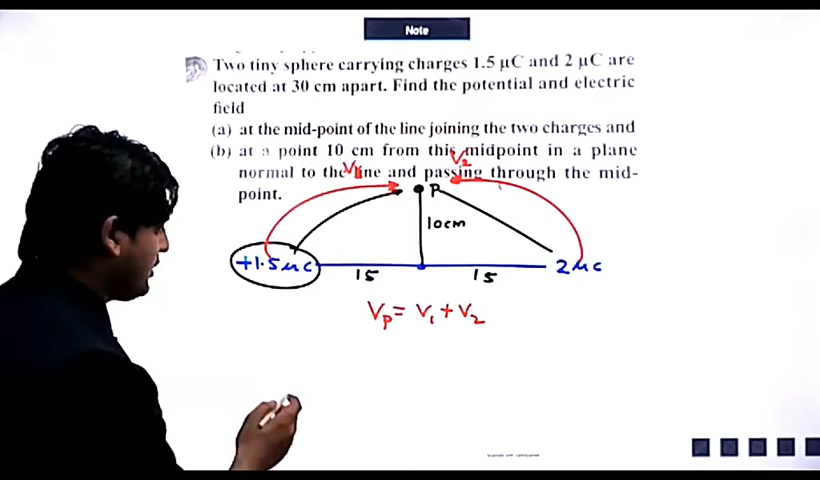 Note
Two tiny sphere carrying charges 1.5 μC and 2 μC are
located at 30 cm apart. Find the potential and electric
field
(a) at the mid-point of the line joining the two charges and
(b) at a point 10 cm from this midpoint in a plane
normal to the line and passing through the mid-
point.
V₁
V₂
P
10cm
+1.5μC
15
15
2μC
Vp = V₁ + V₂